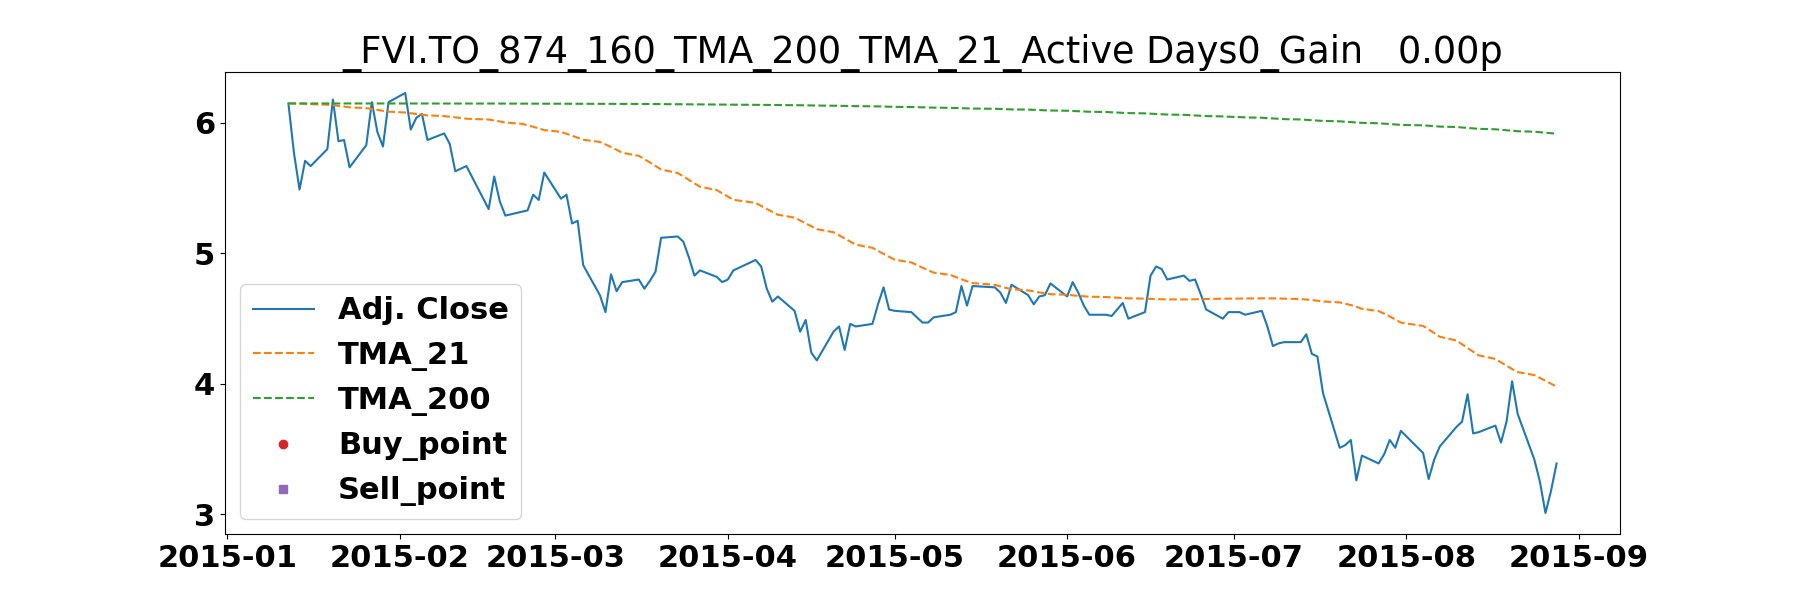 _FVI.TO_874_160_TMA_200_TMA_21_Active Days0_Gain   0.00p
6
5
4
3
Adj. Close
TMA_21
TMA_200
Buy_point
Sell_point
2015-01 2015-02 2015-03 2015-04 2015-05 2015-06 2015-07 2015-08 2015-09